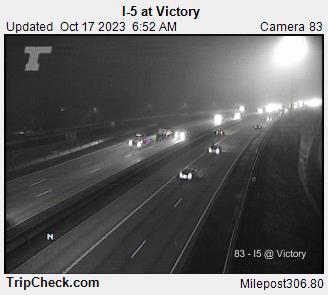 I-5 at Victory
Updated Oct 17 2023 6:52 AM Camera 83
T
N
83 - I5 @ Victory
TripCheck.com Milepost306.80